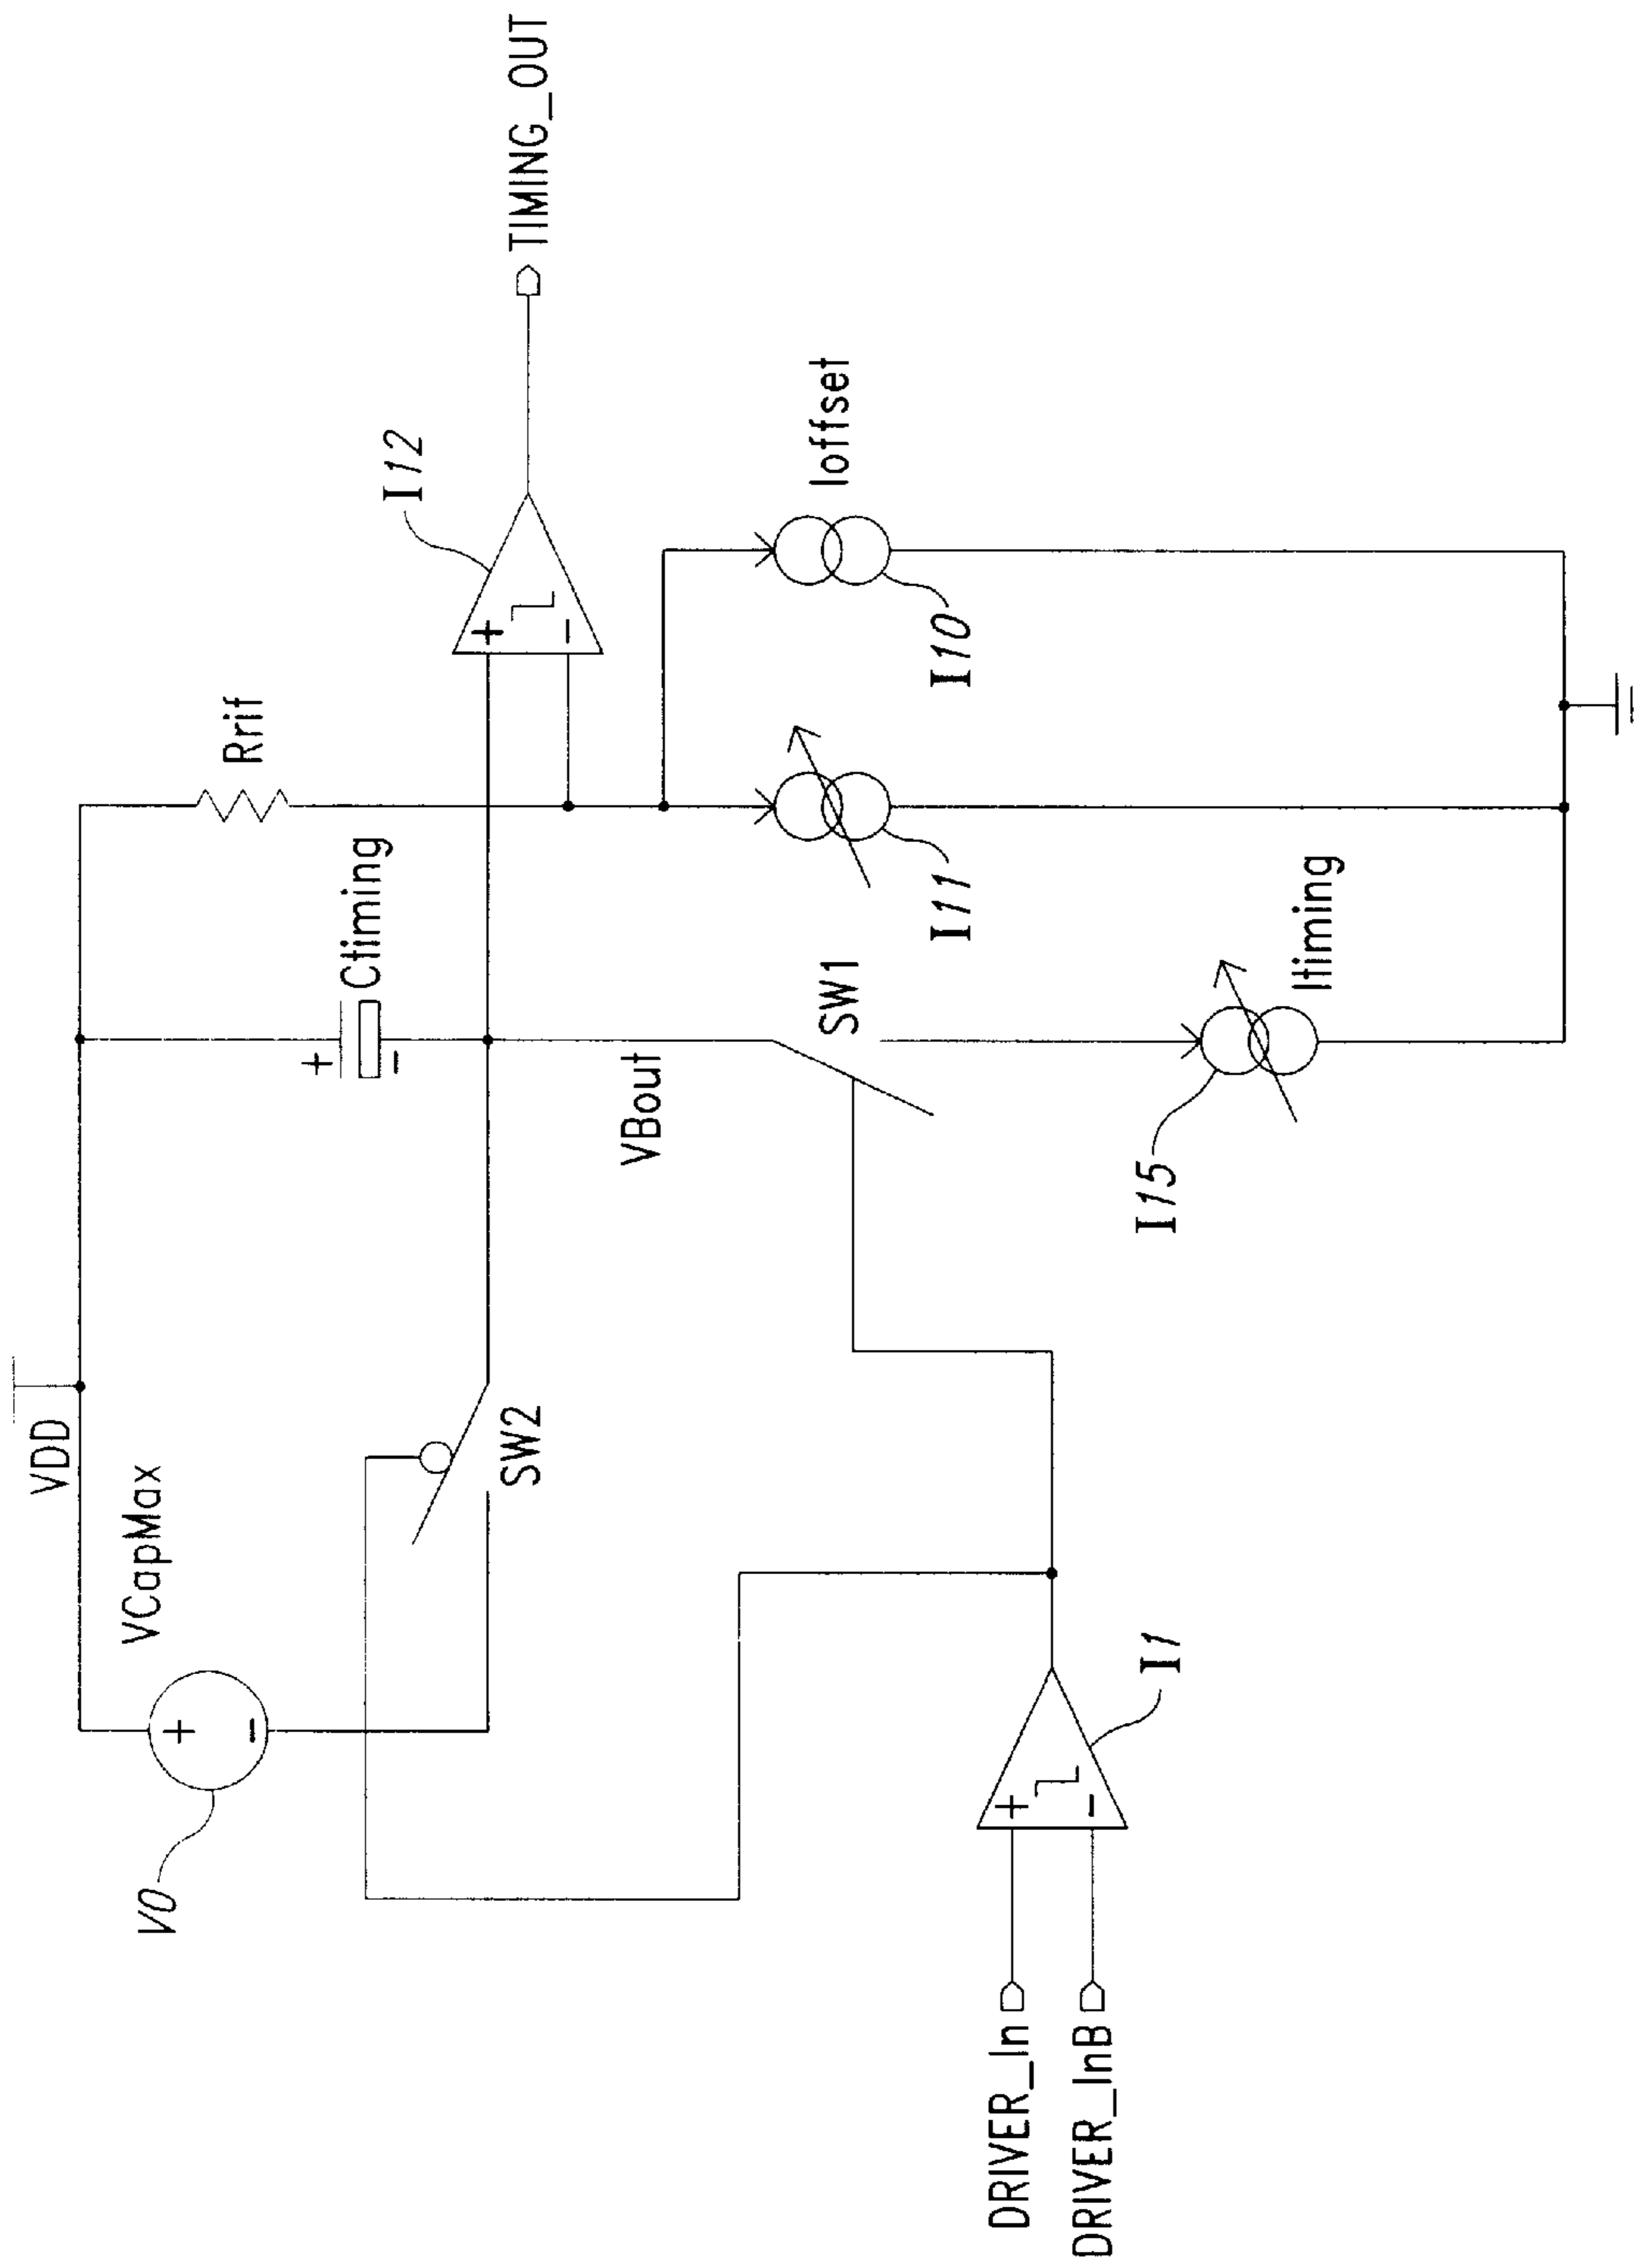 VDD
VCapMax
V0
+
-
SW2
+
-
Ctiming
Rrif
I12
+
-
TIMING_OUT
VBout
SW1
I11
I10
Ioffset
I15
Itiming
DRIVER_In
DRIVER_InB
+
-
I1